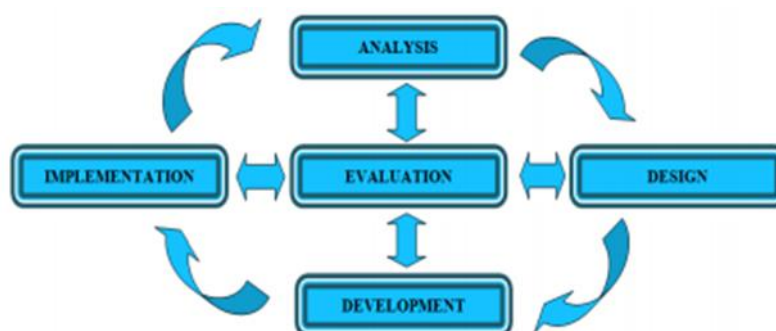 ANALYSIS
IMPLEMENTATION
EVALUATION
DESIGN
DEVELOPMENT